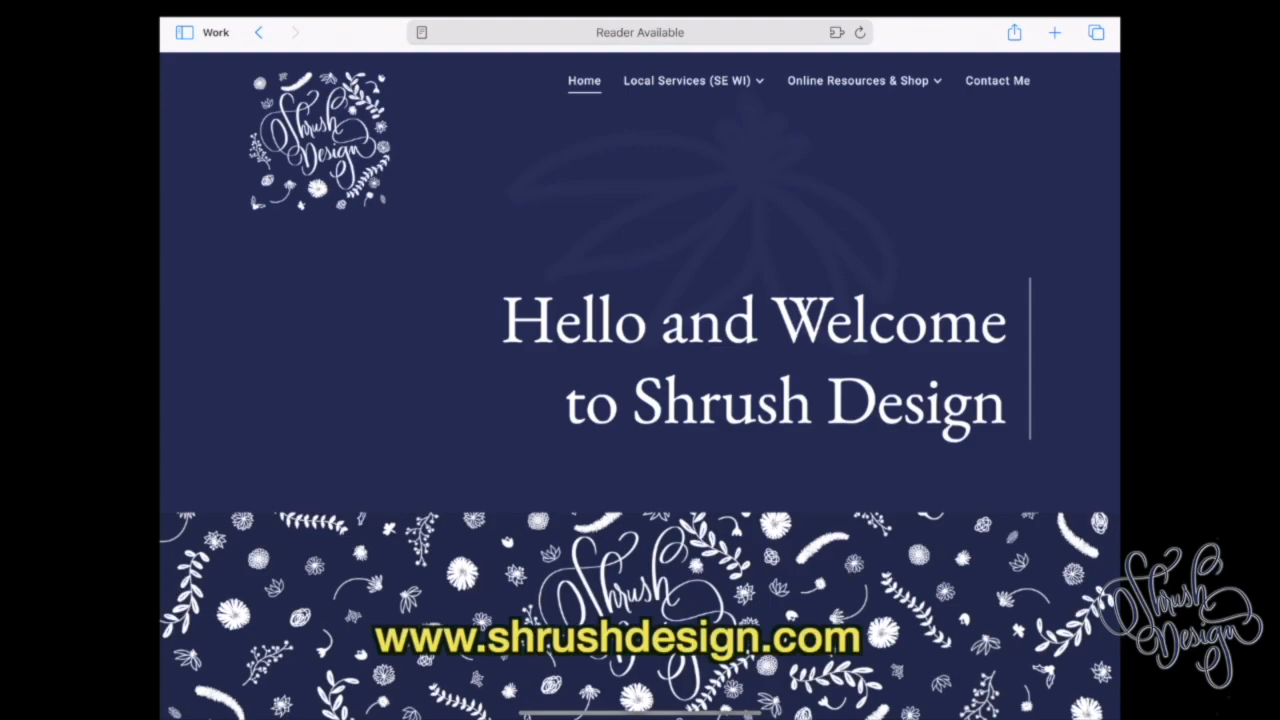 Work
Reader Available
Shrush
Design
Home
Local Services (SE WI)
Online Resources & Shop
Contact Me
Hello and Welcome
to Shrush Design
Shrush
www.shrushdesign.com
Shrush
Design